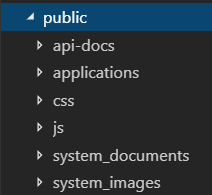 public
api-docs
applications
css
js
system_documents
system_images